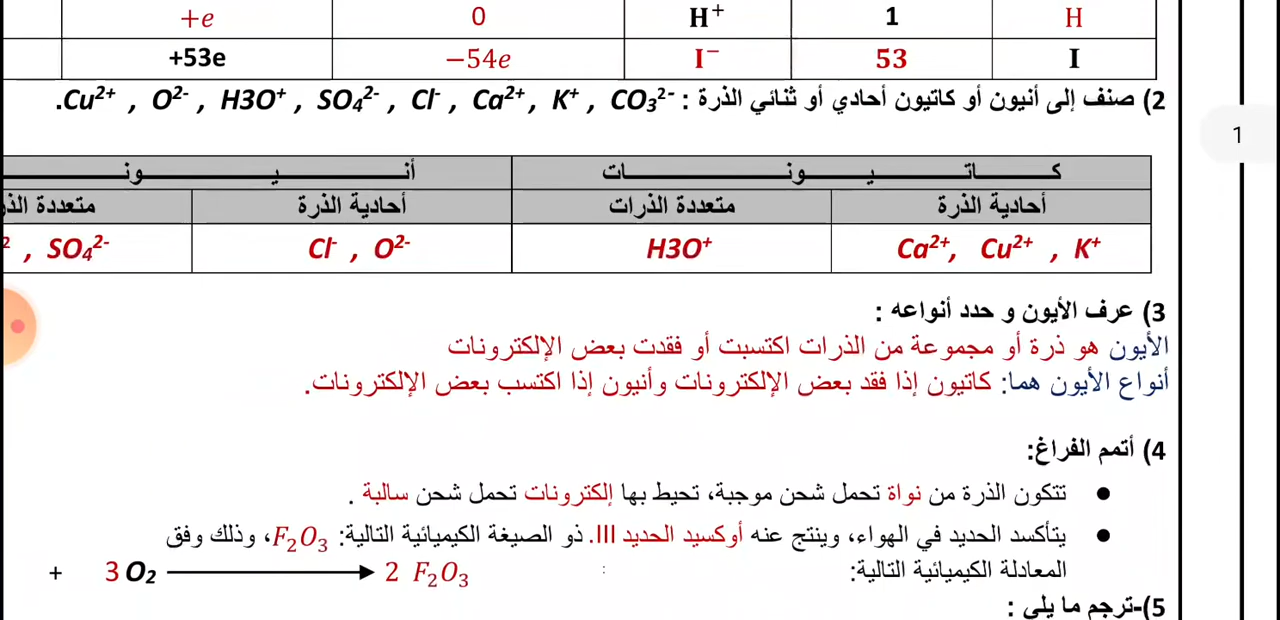 H 1 H⁺ 0 +e
I 53 I⁻ −54e +53e
2) صنف إلى أنيون أو كاتيون أحادي أو ثنائي الذرة : CO₃²⁻ , K⁺ , Ca²⁺ , Cl⁻ , SO₄²⁻ , H3O⁺ , O²⁻ , Cu²⁺.
1
كـــاتـــيـــونـــات أنـــيـــونـــ
أحادية الذرة متعددة الذرات أحادية الذرة متعددة الذر
Ca²⁺, Cu²⁺ , K⁺ H3O⁺ Cl⁻ , O²⁻ ² , SO₄²⁻
3) عرف الأيون و حدد أنواعه :
الأيون هو ذرة أو مجموعة من الذرات اكتسبت أو فقدت بعض الإلكترونات
أنواع الأيون هما: كاتيون إذا فقد بعض الإلكترونات وأنيون إذا اكتسب بعض الإلكترونات.
4) أتمم الفراغ:
● تتكون الذرة من نواة تحمل شحن موجبة، تحيط بها إلكترونات تحمل شحن سالبة .
● يتأكسد الحديد في الهواء، وينتج عنه أوكسيد الحديد III. ذو الصيغة الكيميائية التالية: F₂O₃، وذلك وفق
المعادلة الكيميائية التالية: + 3 O₂ ⟶ 2 F₂O₃
5)-ترجم ما يلي :